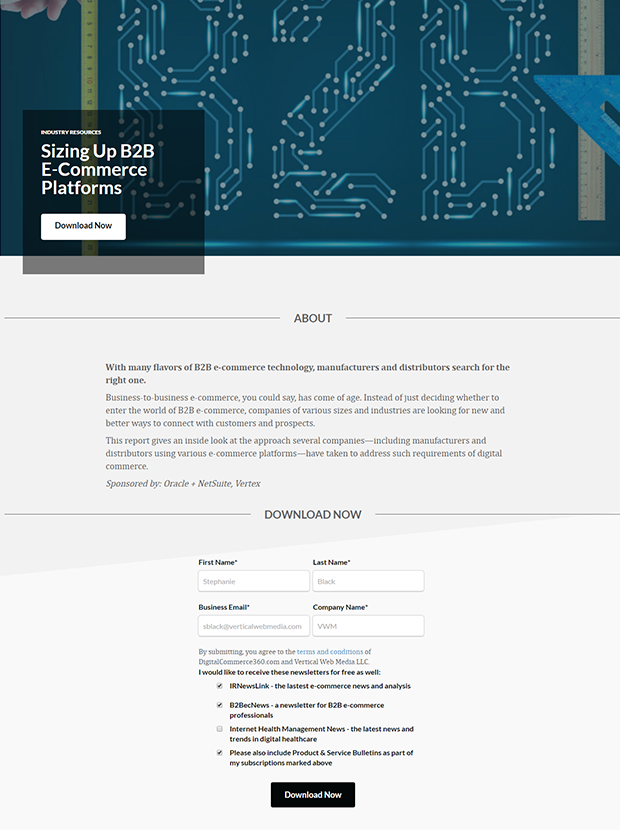 B2B
INDUSTRY RESOURCES
Sizing Up B2B
E-Commerce
Platforms
Download Now
ABOUT
With many flavors of B2B e-commerce technology, manufacturers and distributors search for the
right one.
Business-to-business e-commerce, you could say, has come of age. Instead of just deciding whether to
enter the world of B2B e-commerce, companies of various sizes and industries are looking for new and
better ways to connect with customers and prospects.
This report gives an inside look at the approach several companies—including manufacturers and
distributors using various e-commerce platforms—have taken to address such requirements of digital
commerce.
Sponsored by: Oracle + NetSuite, Vertex
DOWNLOAD NOW
First Name* Last Name*
Stephanie Black
Business Email* Company Name*
sblack@verticalwebmedia.com VWM
By submitting, you agree to the terms and conditions of
DigitalCommerce360.com and Vertical Web Media LLC.
I would like to receive these newsletters for free as well:
IRNewsLink - the lastest e-commerce news and analysis
B2BecNews - a newsletter for B2B e-commerce
professionals
Internet Health Management News - the latest news and
trends in digital healthcare
Please also include Product & Service Bulletins as part of
my subscriptions marked above
Download Now